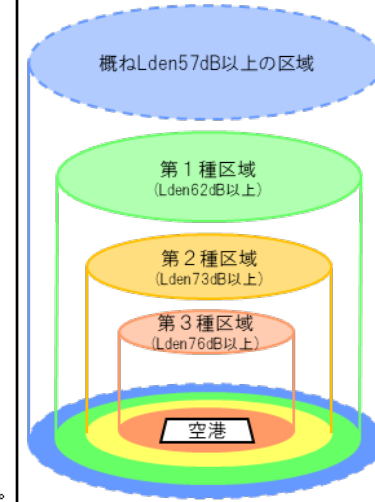 概ねLden57dB以上の区域
第1種区域
(Lden62dB以上)
第2種区域
(Lden73dB以上)
第3種区域
(Lden76dB以上)
空港
。